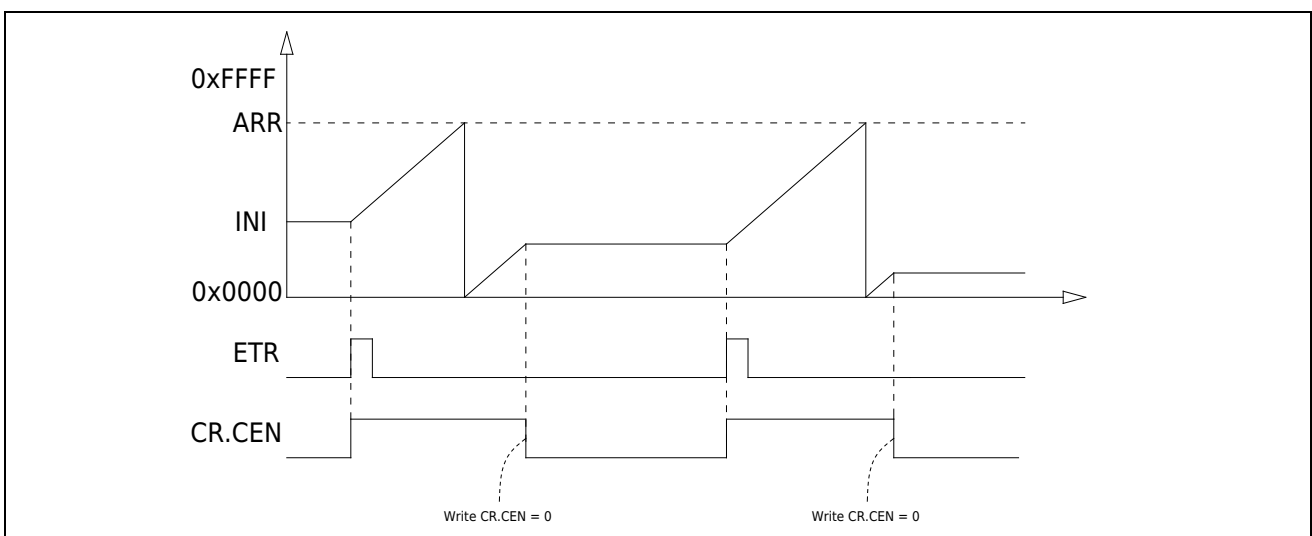 0xFFFF
ARR
INI
0x0000
ETR
CR.CEN
Write CR.CEN = 0
Write CR.CEN = 0